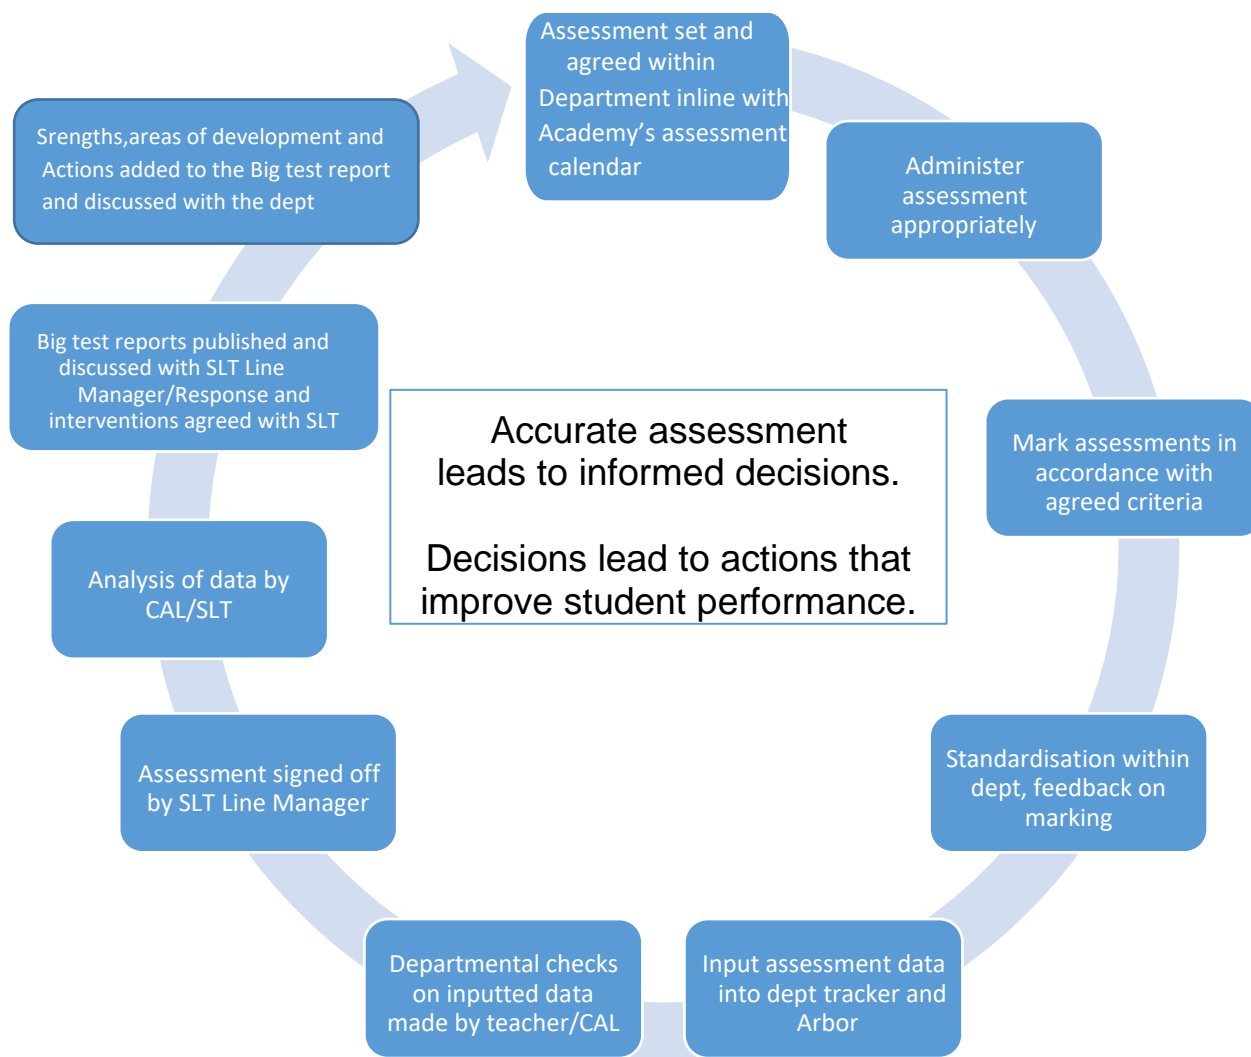 Assessment set and
agreed within
Department inline with
Academy’s assessment
calendar
Administer
assessment
appropriately
Mark assessments in
accordance with
agreed criteria
Standardisation within
dept, feedback on
marking
Input assessment data
into dept tracker and
Arbor
Departmental checks
on inputted data
made by teacher/CAL
Assessment signed off
by SLT Line Manager
Analysis of data by
CAL/SLT
Big test reports published and
discussed with SLT Line
Manager/Response and
interventions agreed with SLT
Srengths,areas of development and
Actions added to the Big test report
and discussed with the dept
Accurate assessment
leads to informed decisions.
Decisions lead to actions that
improve student performance.